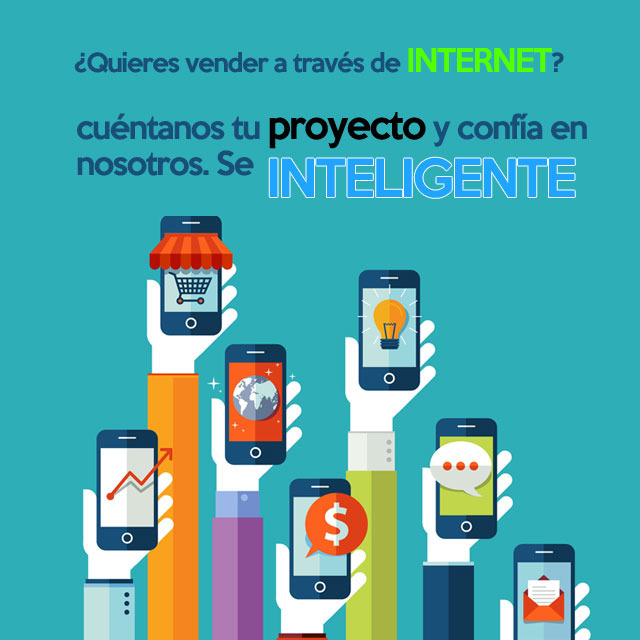 ¿Quieres vender a través de INTERNET?
cuéntanos tu proyecto y confía en
nosotros. Se INTELIGENTE
$